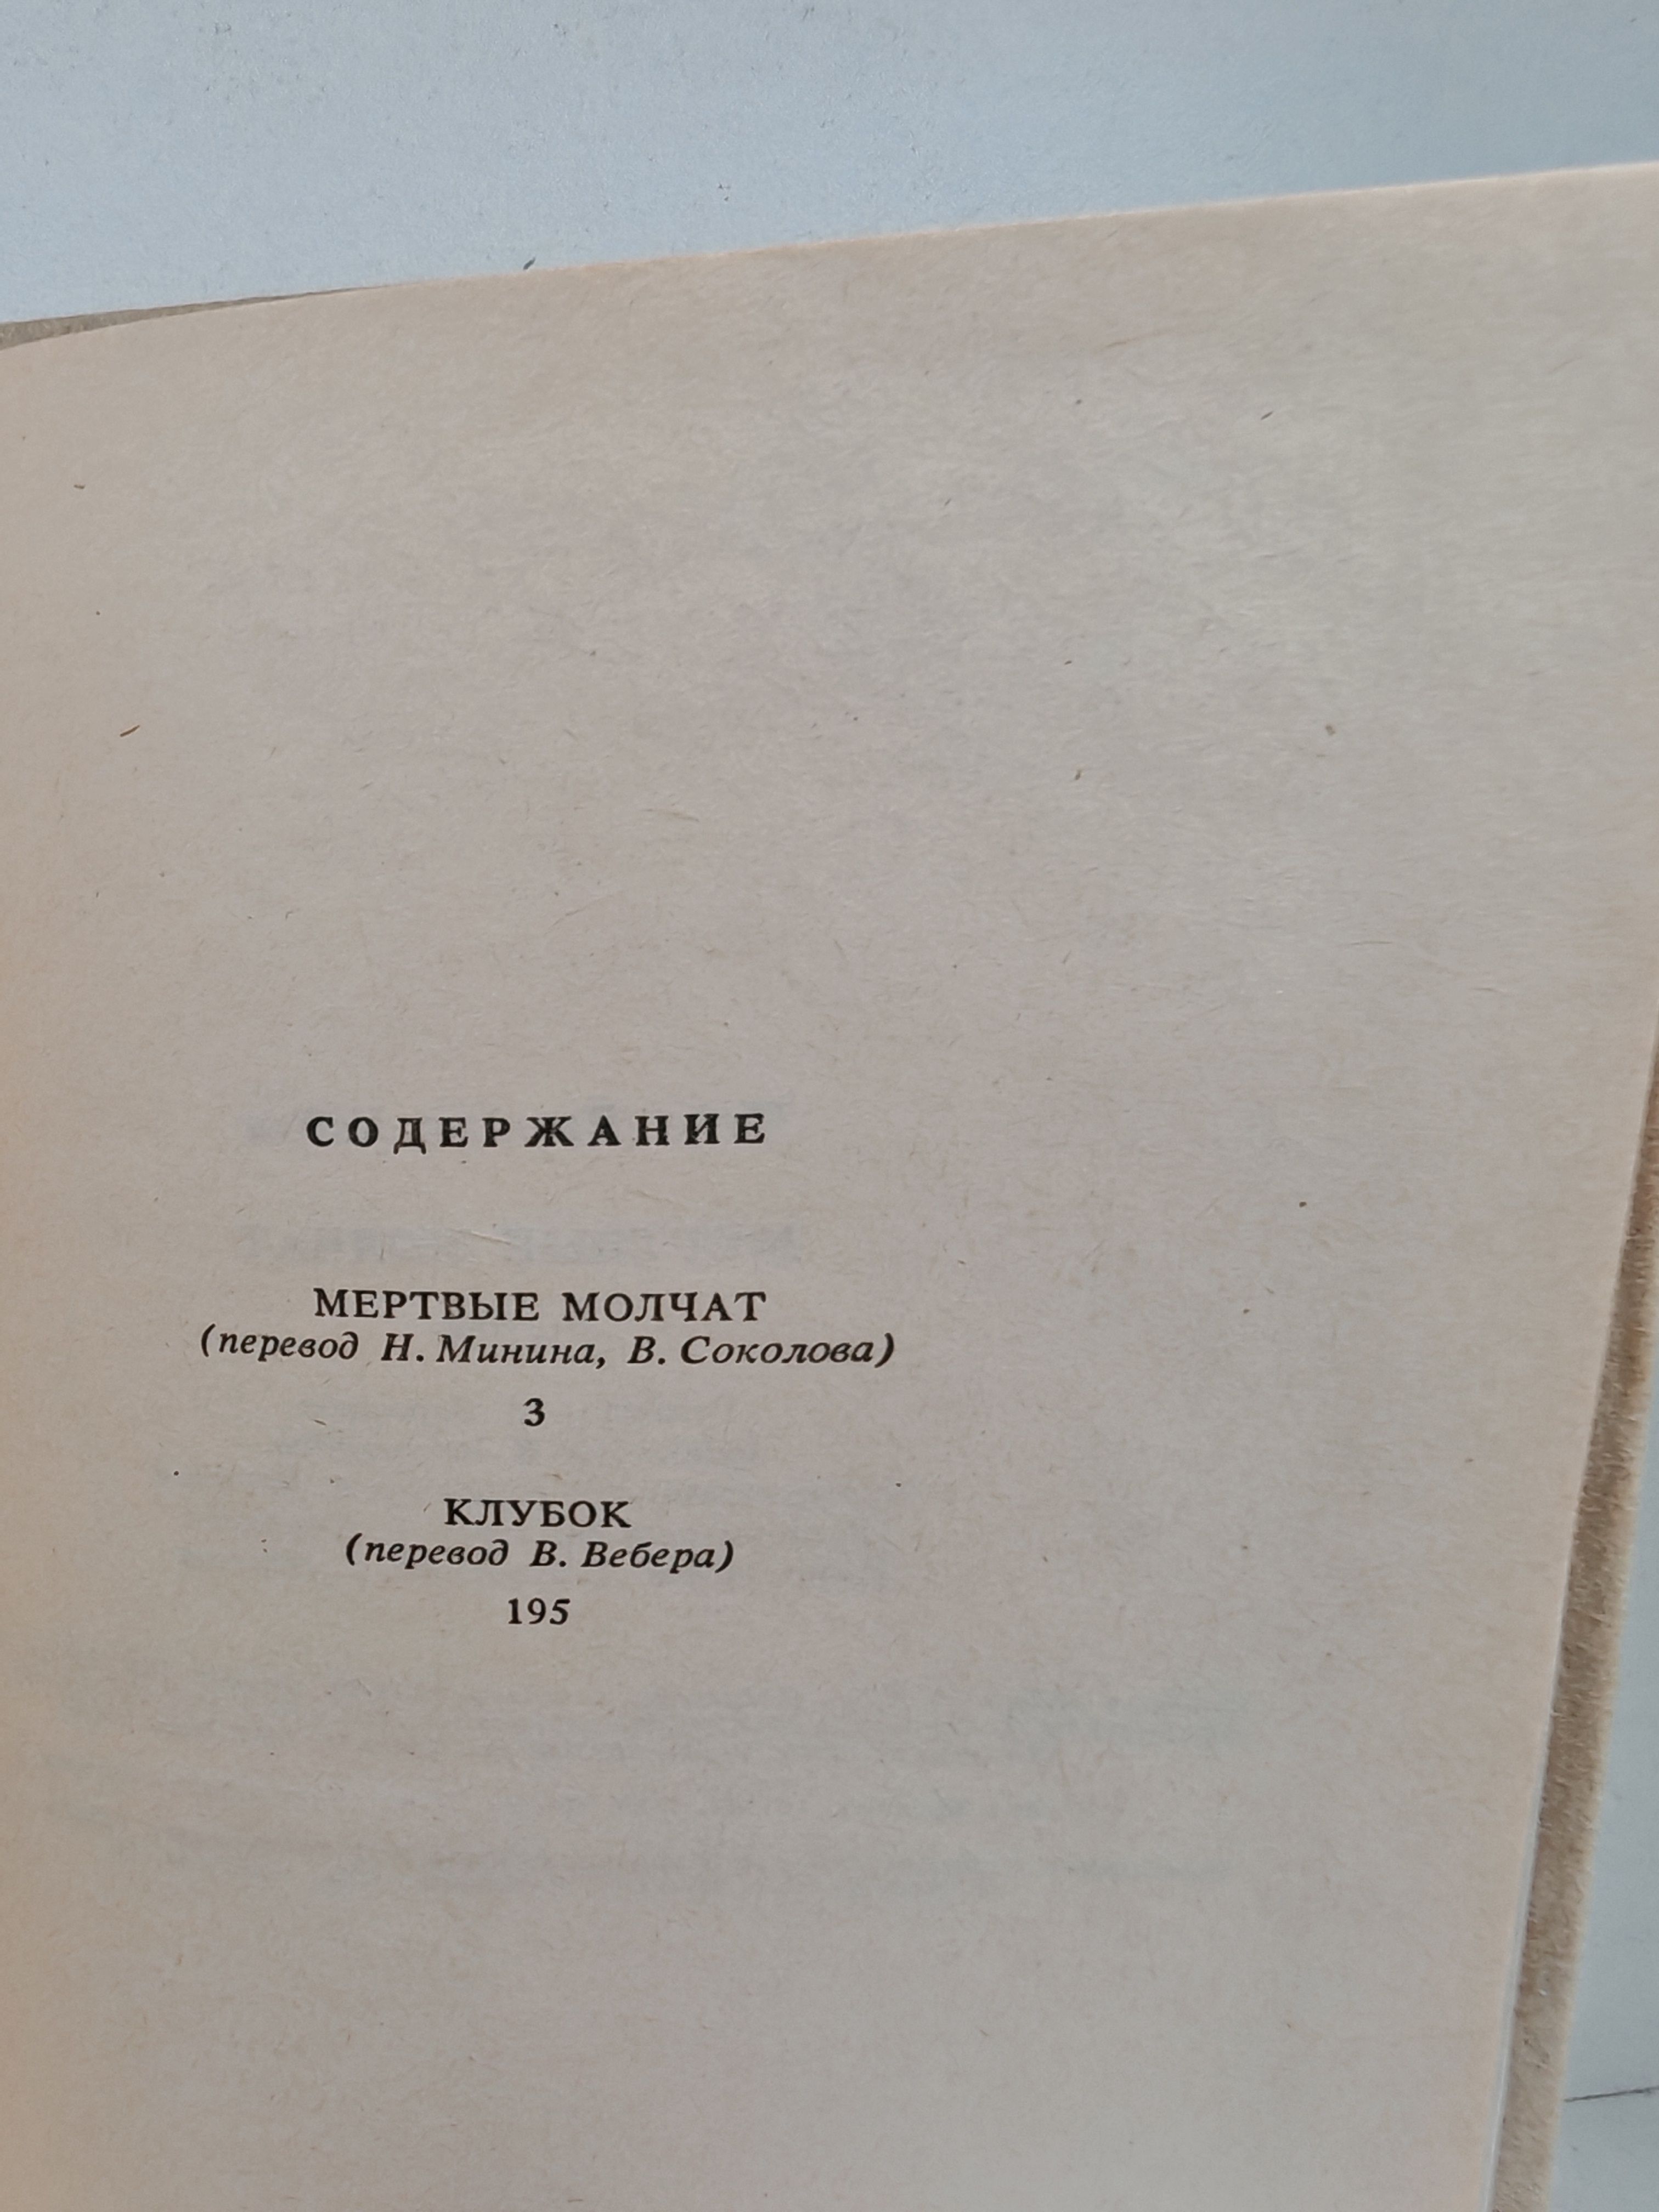 СОДЕРЖАНИЕ
МЕРТВЫЕ МОЛЧАТ
(перевод Н. Минина, В. Соколова)
3
КЛУБОК
(перевод В. Вебера)
195